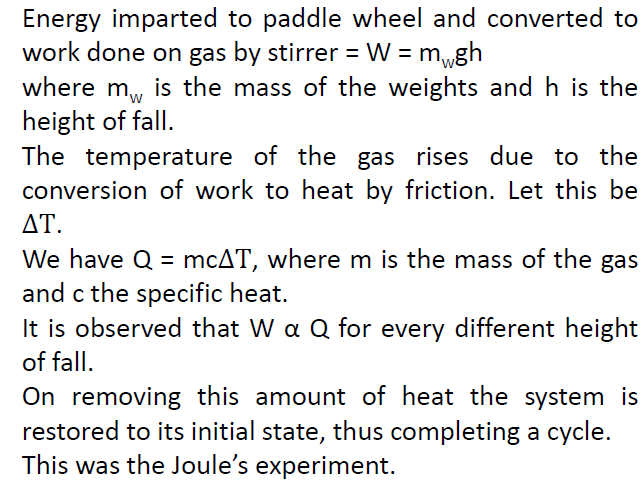 Energy imparted to paddle wheel and converted to
work done on gas by stirrer = W = m_wgh
where m_w is the mass of the weights and h is the
height of fall.
The temperature of the gas rises due to the
conversion of work to heat by friction. Let this be
ΔT.
We have Q = mcΔT, where m is the mass of the gas
and c the specific heat.
It is observed that W α Q for every different height
of fall.
On removing this amount of heat the system is
restored to its initial state, thus completing a cycle.
This was the Joule’s experiment.